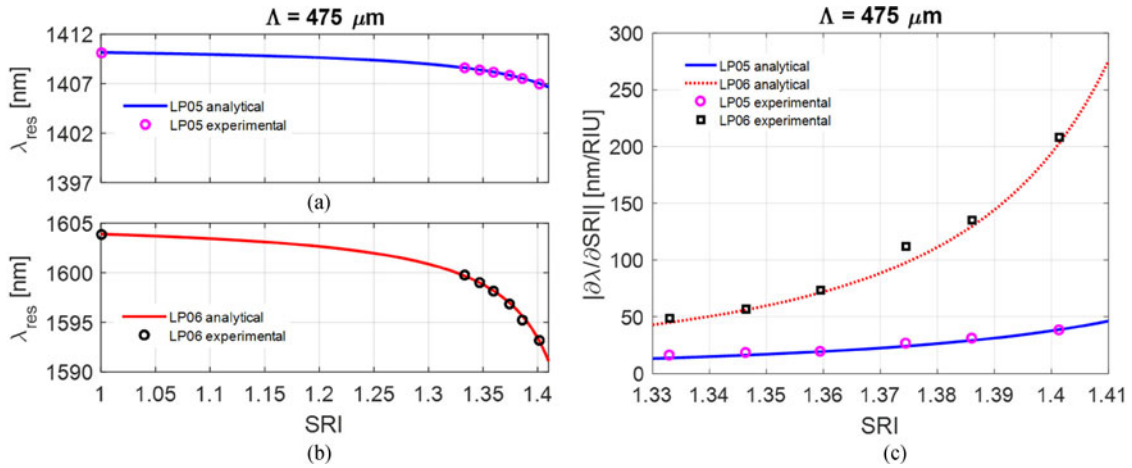 Λ = 475 μm
1412
1407
1402
1397
λres [nm]
LP05 analytical
LP05 experimental
(a)
1605
1600
1595
1590
λres [nm]
LP06 analytical
LP06 experimental
1 1.05 1.1 1.15 1.2 1.25 1.3 1.35 1.4
SRI
(b)
Λ = 475 μm
300
250
200
150
100
50
0
|∂λ/∂SRI| [nm/RIU]
LP05 analytical
LP06 analytical
LP05 experimental
LP06 experimental
1.33 1.34 1.35 1.36 1.37 1.38 1.39 1.4 1.41
SRI
(c)